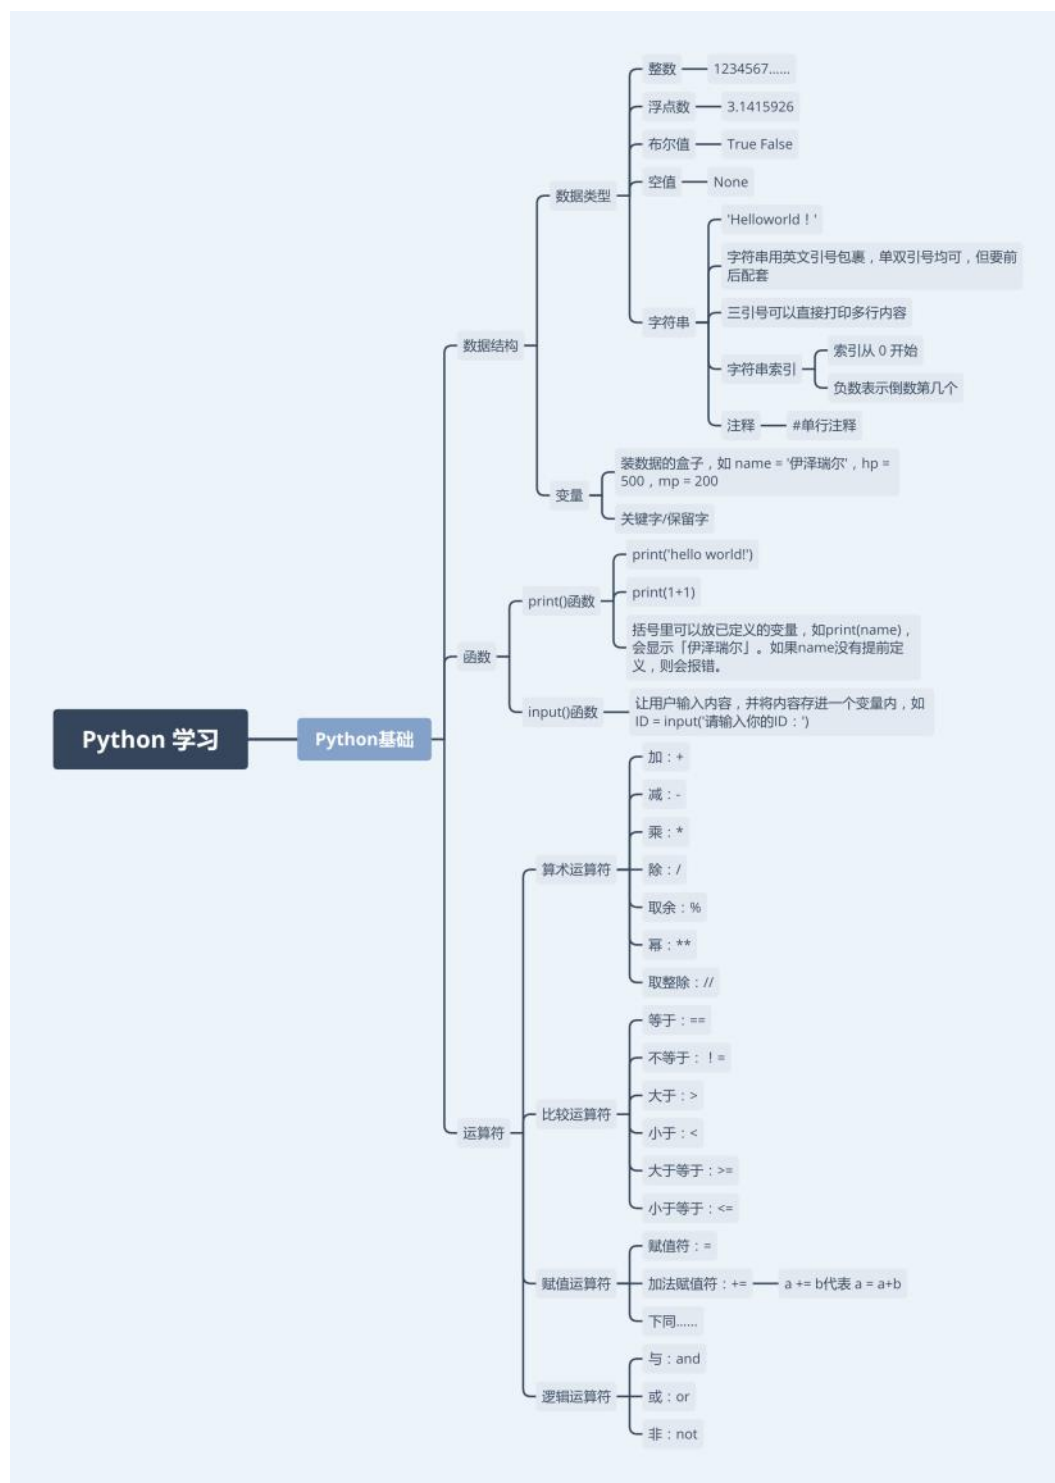 Python 学习
Python基础
数据结构
数据类型
整数
1234567……
浮点数
3.1415926
布尔值
True False
空值
None
字符串
'Helloworld！'
字符串用英文引号包裹，单双引号均可，但要前
后配套
三引号可以直接打印多行内容
字符串索引
索引从 0 开始
负数表示倒数第几个
注释
#单行注释
变量
装数据的盒子，如 name = '伊泽瑞尔'，hp =
500，mp = 200
关键字/保留字
函数
print()函数
print('hello world!')
print(1+1)
括号里可以放已定义的变量，如print(name)，
会显示「伊泽瑞尔」。如果name没有提前定
义，则会报错。
input()函数
让用户输入内容，并将内容存进一个变量内，如
ID = input('请输入你的ID：')
运算符
算术运算符
加：+
减：-
乘：*
除：/
取余：%
幂：**
取整除：//
比较运算符
等于：==
不等于：！=
大于：>
小于：<
大于等于：>=
小于等于：<=
赋值运算符
赋值符：=
加法赋值符：+=
a += b代表 a = a+b
下同……
逻辑运算符
与：and
或：or
非：not